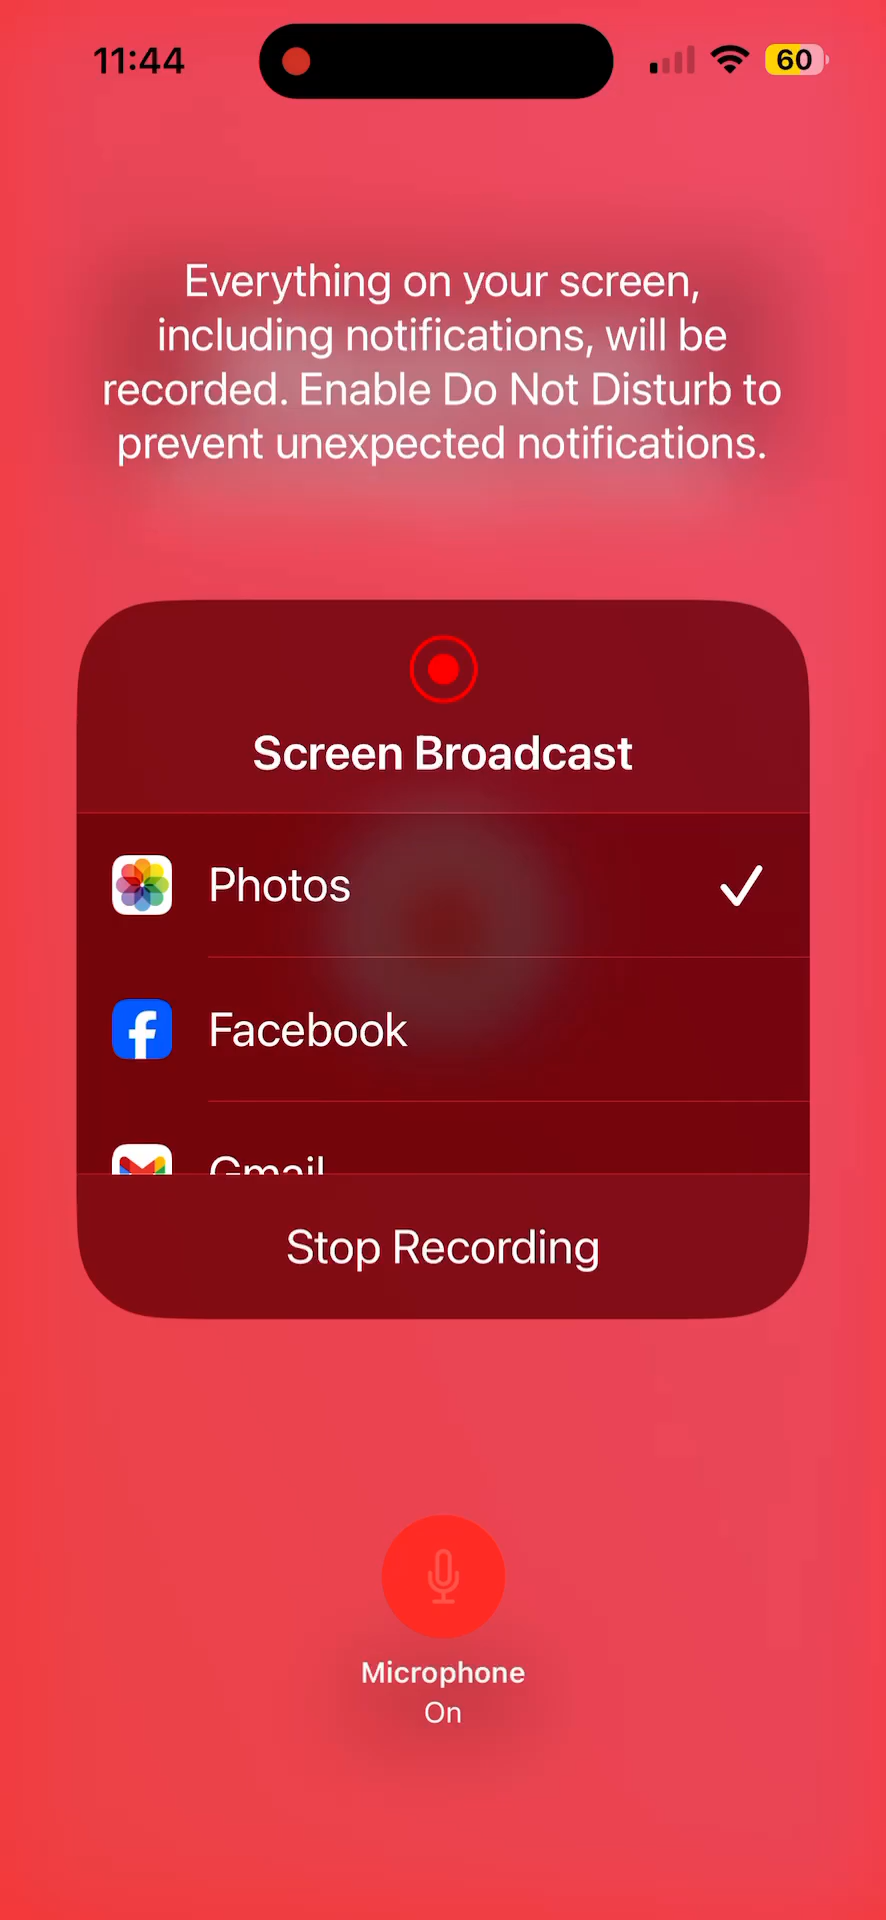 11:44
60
Everything on your screen,
including notifications, will be
recorded. Enable Do Not Disturb to
prevent unexpected notifications.
Screen Broadcast
Photos
Facebook
Gmail
Stop Recording
Microphone
On